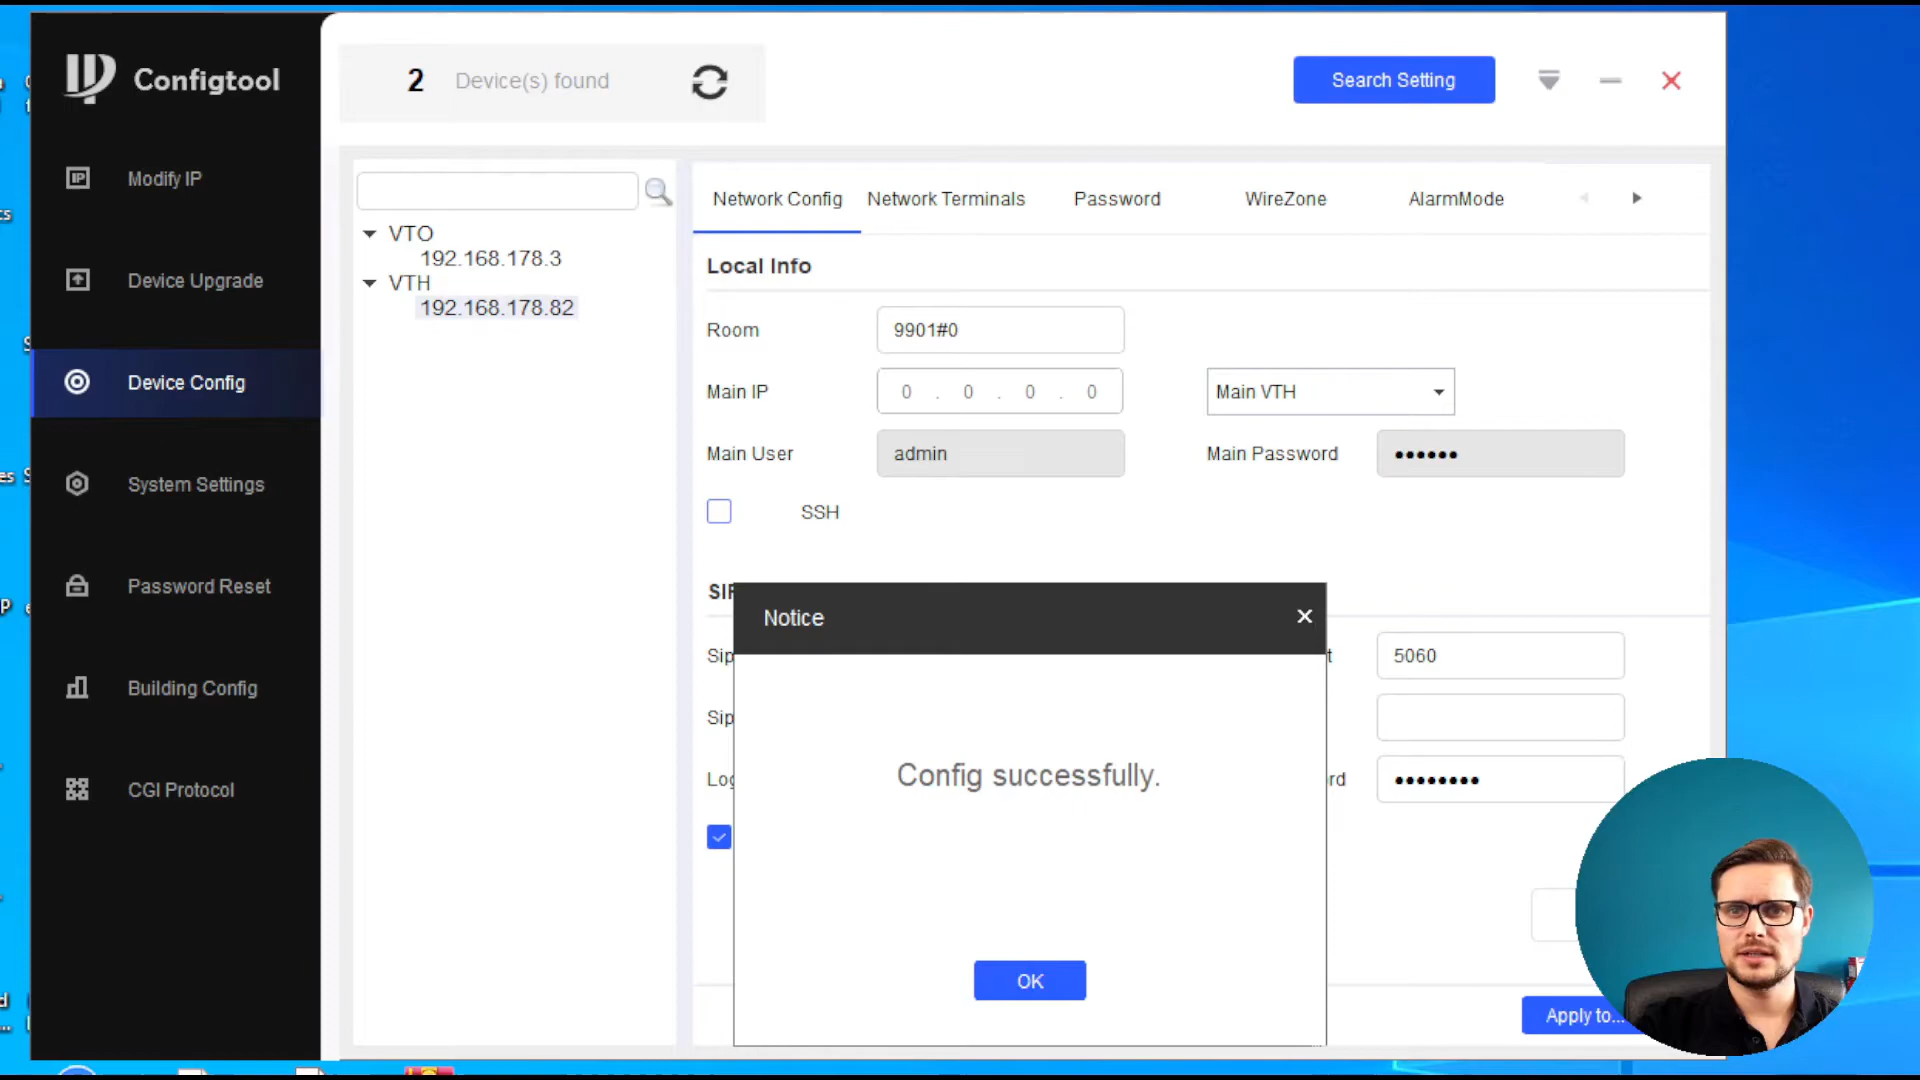 Configtool
2 Device(s) found
Search Setting
Modify IP
Device Upgrade
Device Config
System Settings
Password Reset
Building Config
CGI Protocol
VTO
192.168.178.3
VTH
192.168.178.82
Network Config Network Terminals Password WireZone AlarmMode
Local Info
Room 9901#0
Main IP 0 . 0 . 0 . 0 Main VTH
Main User admin Main Password ••••••
SSH
Notice
5060
••••••••
Config successfully.
OK
Apply to...